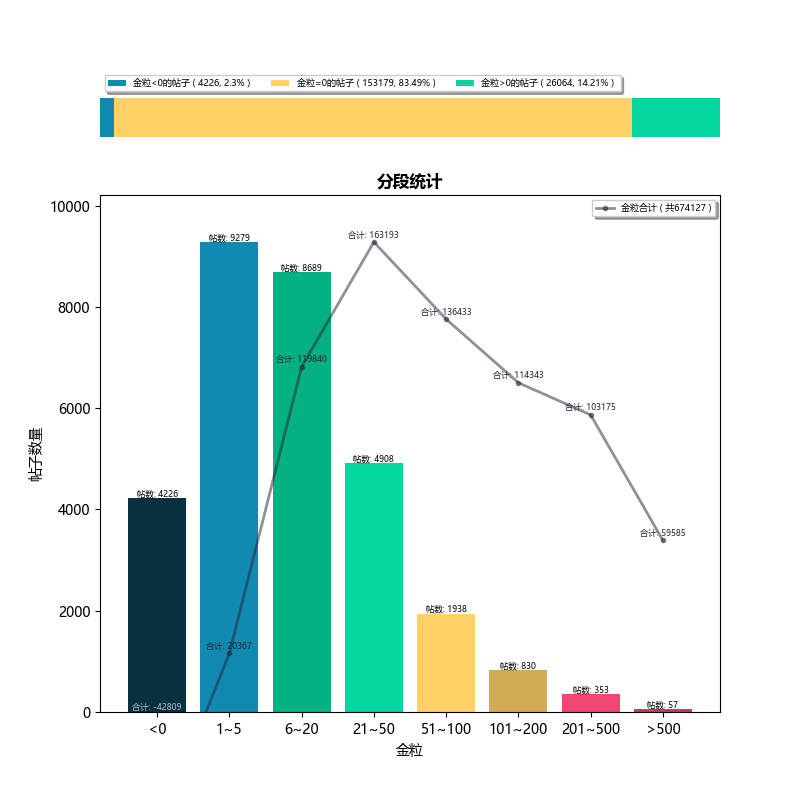 金粒<0的帖子 ( 4226, 2.3% ) 金粒=0的帖子 ( 153179, 83.49% ) 金粒>0的帖子 ( 26064, 14.21% )
分段统计
金粒合计 ( 共674127 )
10000
8000
6000
4000
2000
0
帖子数量
帖数: 4226
帖数: 9279
帖数: 8689
帖数: 4908
帖数: 1938
帖数: 830
帖数: 353
帖数: 57
合计: -42809
合计: 20367
合计: 119840
合计: 163193
合计: 136433
合计: 114343
合计: 103175
合计: 59585
<0 1~5 6~20 21~50 51~100 101~200 201~500 >500
金粒